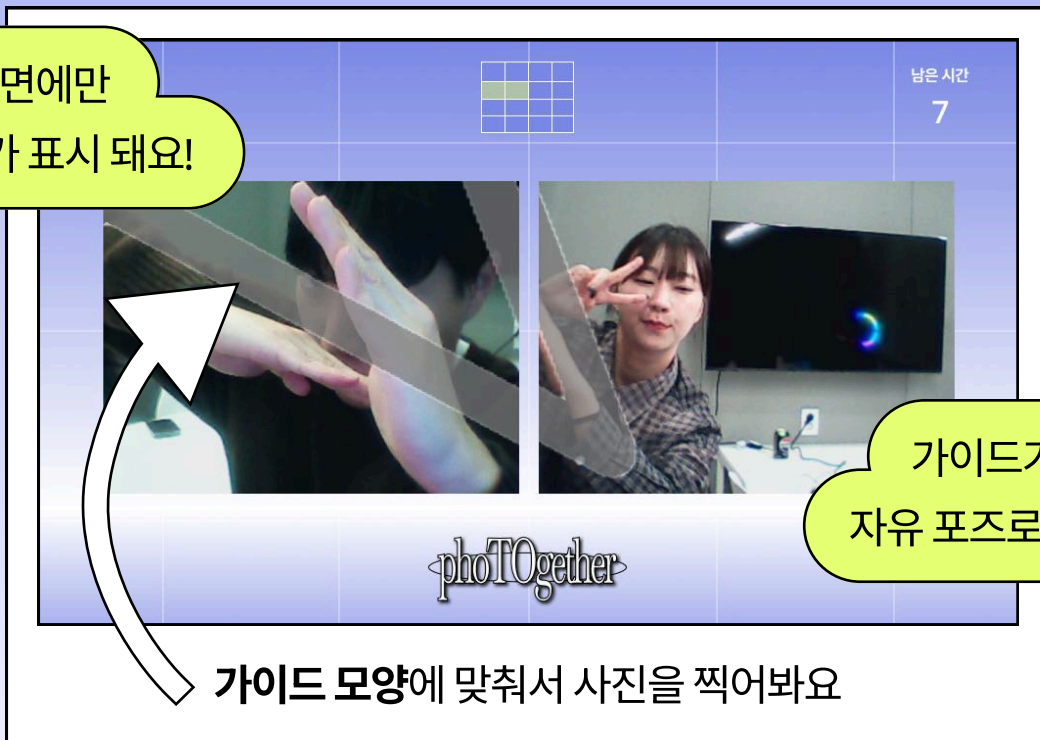 면에만
가 표시 돼요!
남은 시간
7
가이드가
자유 포즈로
phoTOgether
가이드 모양에 맞춰서 사진을 찍어봐요